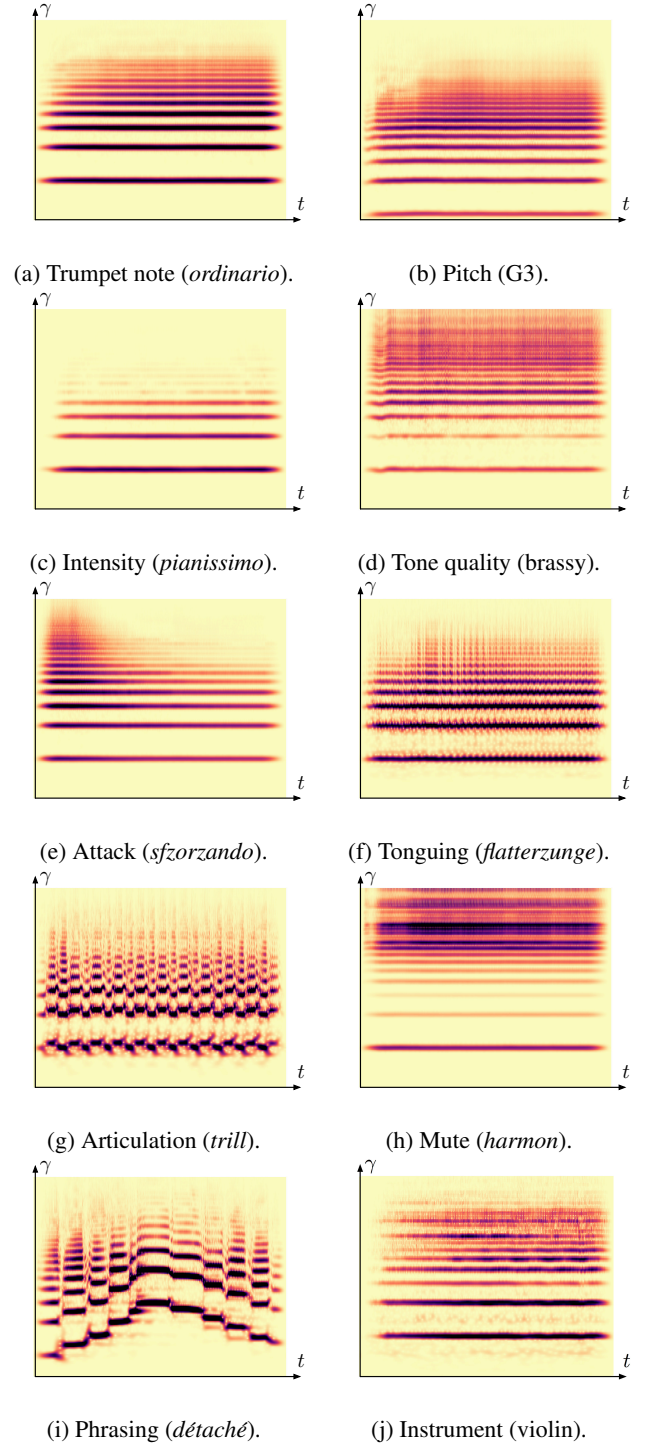 γ γ
t t
(a) Trumpet note (ordinario). (b) Pitch (G3).
γ γ
t t
(c) Intensity (pianissimo). (d) Tone quality (brassy).
γ γ
t t
(e) Attack (sfzorzando). (f) Tonguing (flatterzunge).
γ γ
t t
(g) Articulation (trill). (h) Mute (harmon).
γ γ
t t
(i) Phrasing (détaché). (j) Instrument (violin).